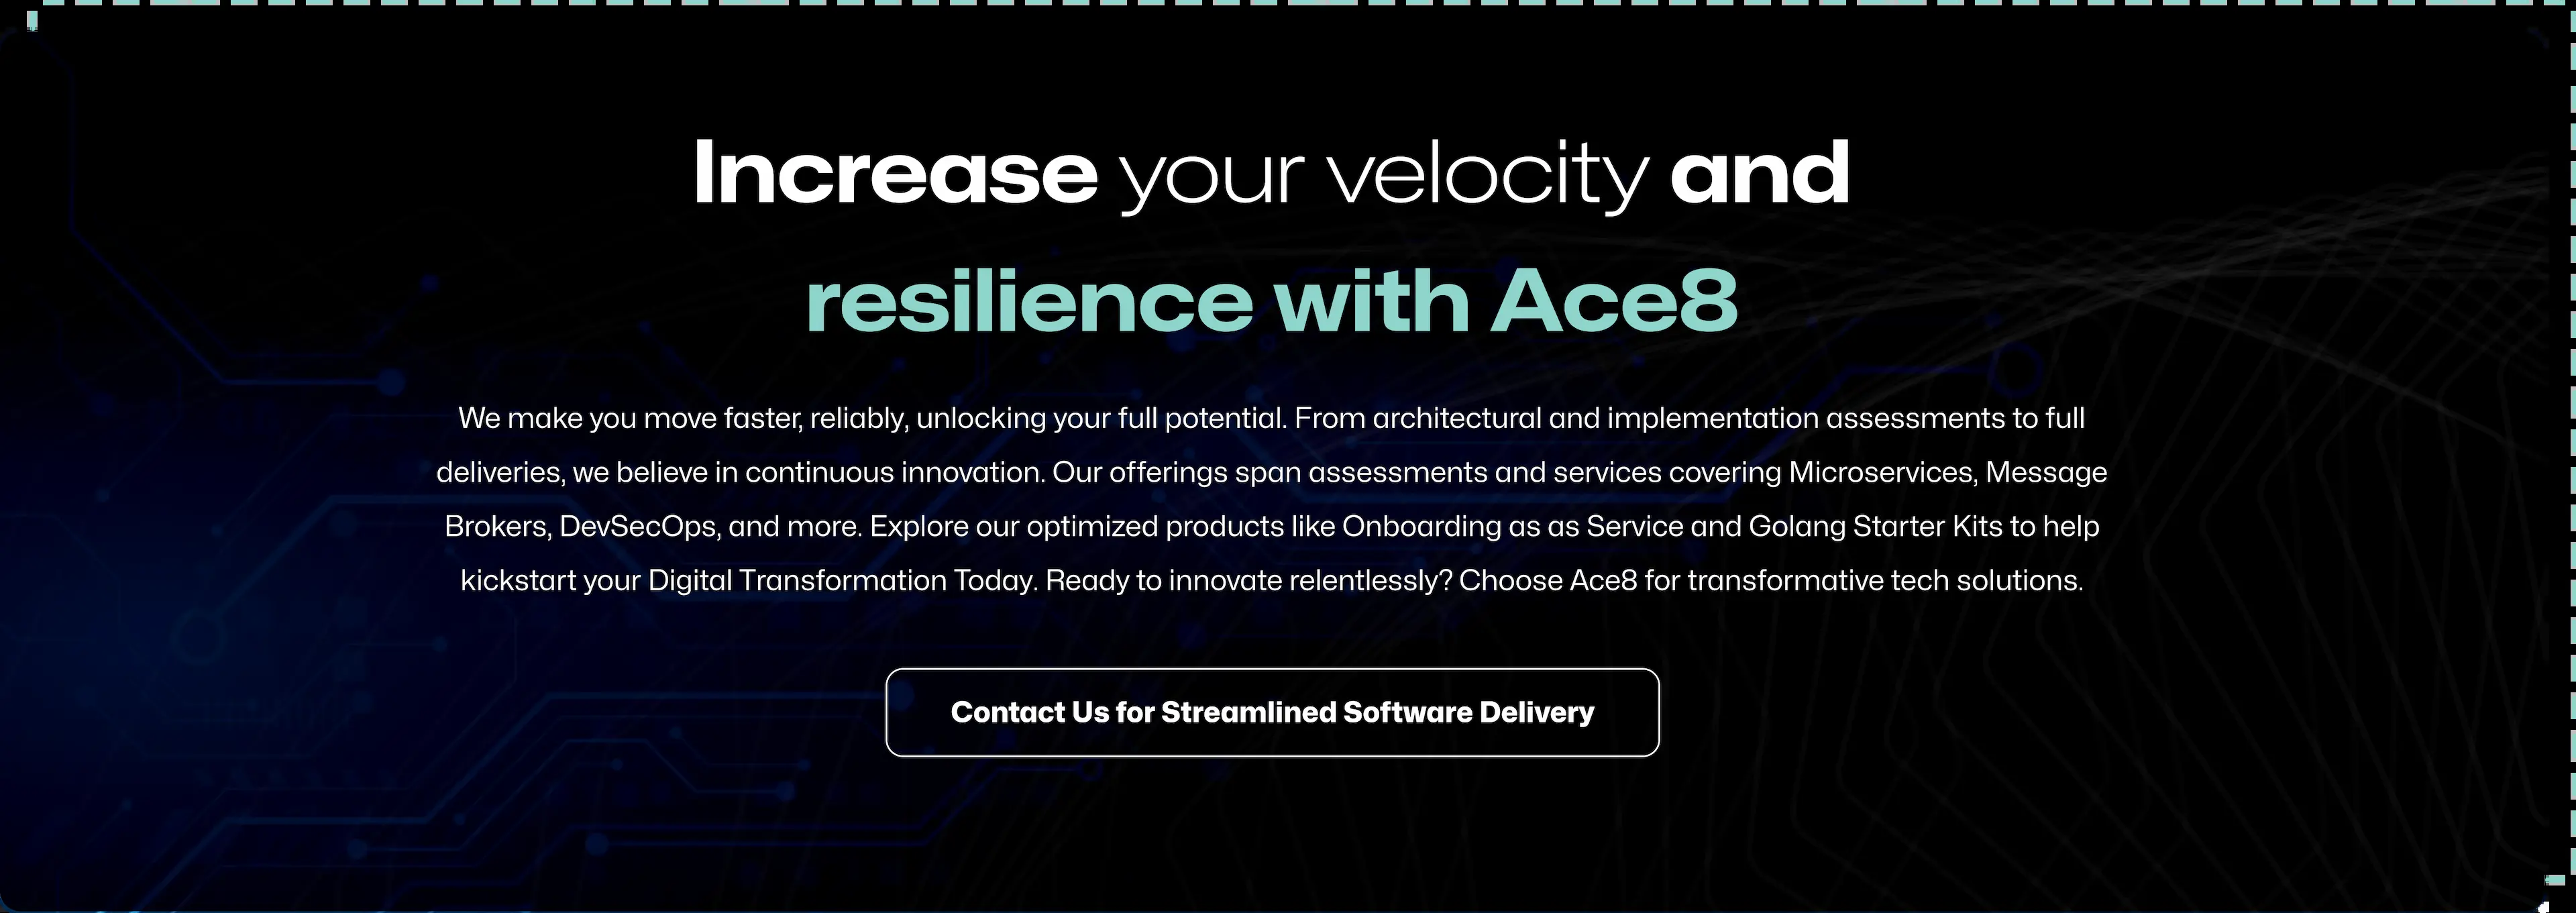 Increase your velocity and
resilience with Ace8
We make you move faster, reliably, unlocking your full potential. From architectural and implementation assessments to full
deliveries, we believe in continuous innovation. Our offerings span assessments and services covering Microservices, Message
Brokers, DevSecOps, and more. Explore our optimized products like Onboarding as as Service and Golang Starter Kits to help
kickstart your Digital Transformation Today. Ready to innovate relentlessly? Choose Ace8 for transformative tech solutions.
Contact Us for Streamlined Software Delivery